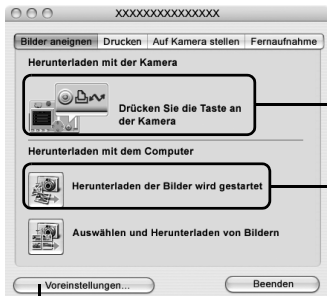 XXXXXXXXXXXXXXX
Bilder aneignen Drucken Auf Kamera stellen Fernaufnahme
Herunterladen mit der Kamera
Drücken Sie die Taste an
der Kamera
Herunterladen mit dem Computer
Herunterladen der Bilder wird gestartet
Auswählen und Herunterladen von Bildern
Voreinstellungen... Beenden